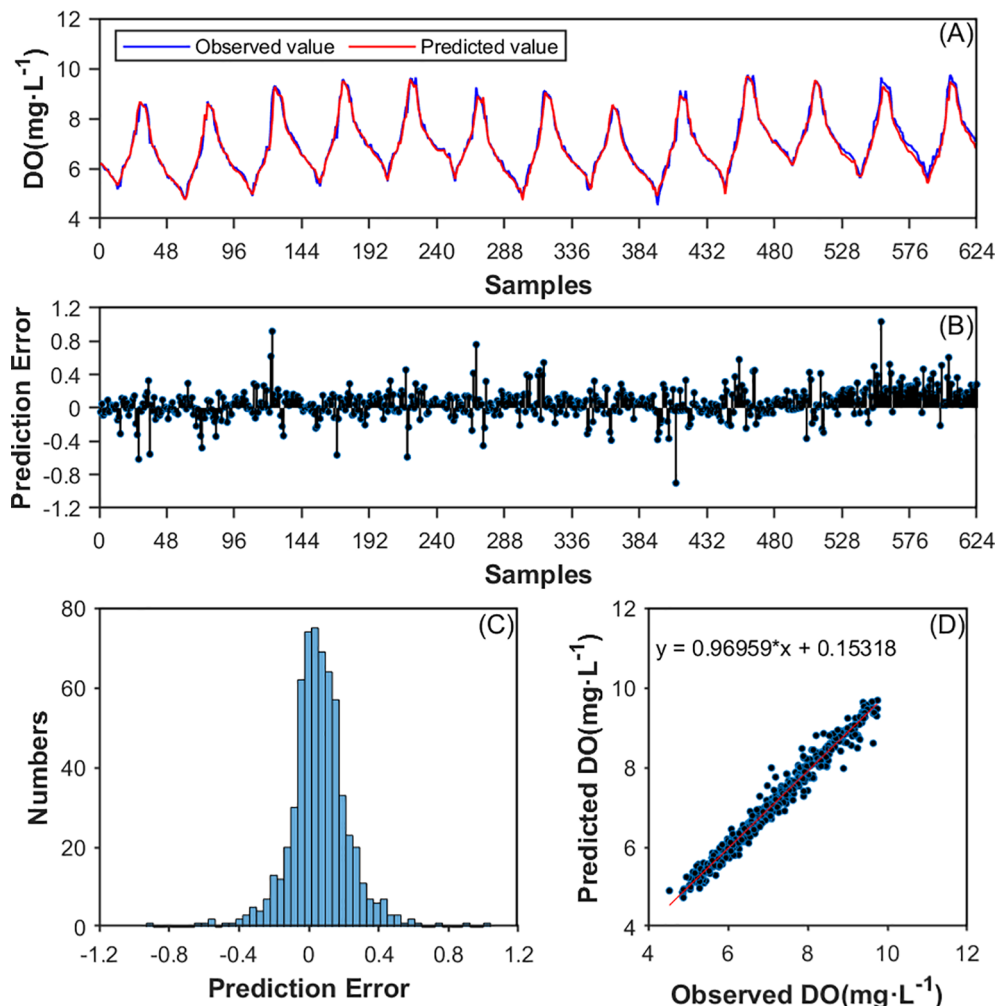 (A)
Observed value Predicted value
DO(mg·L⁻¹)
12
10
8
6
4
0 48 96 144 192 240 288 336 384 432 480 528 576 624
Samples
(B)
Prediction Error
1.2
0.8
0.4
0
-0.4
-0.8
-1.2
0 48 96 144 192 240 288 336 384 432 480 528 576 624
Samples
(C)
Numbers
80
60
40
20
0
-1.2 -0.4 0 0.4 1.2
Prediction Error
(D)
y = 0.96959*x + 0.15318
Predicted DO(mg·L⁻¹)
12
10
8
6
4
4 6 8 10 12
Observed DO(mg·L⁻¹)